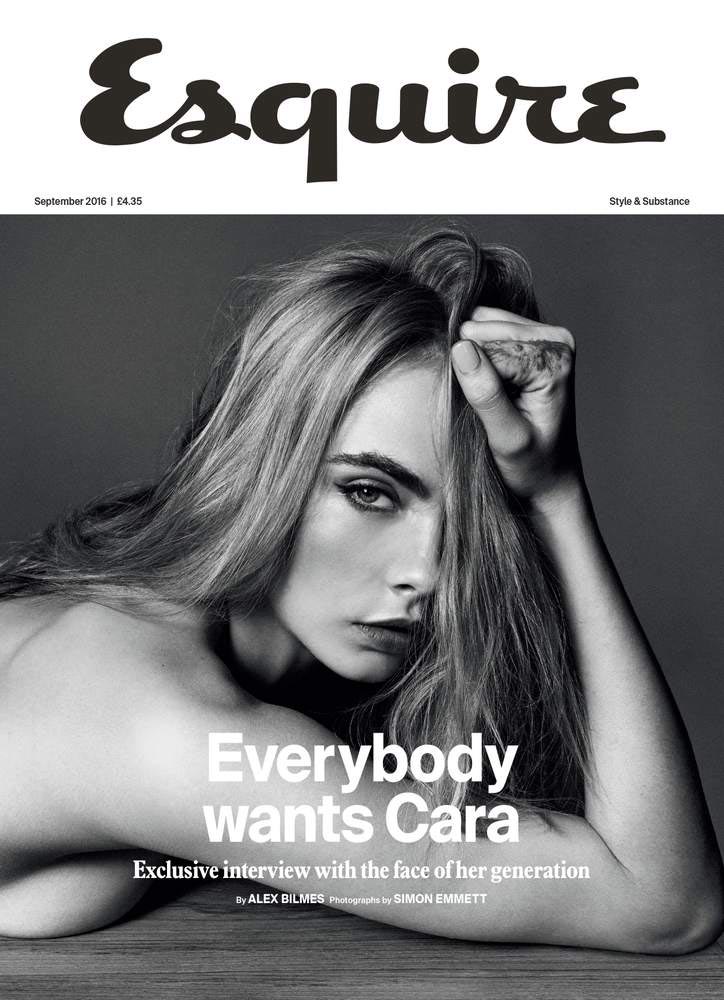 Esquire
September 2016 | £4.35
Style & Substance
Everybody
wants Cara
Exclusive interview with the face of her generation
By ALEX BILMES Photographs by SIMON EMMETT